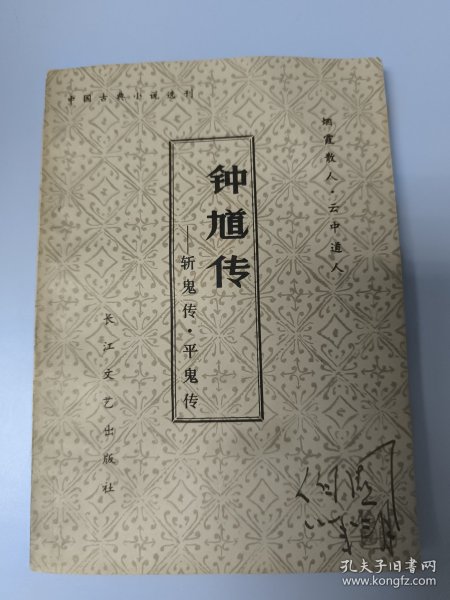 中国古典小说选刊
烟霞散人·云中道人
钟馗传
——斩鬼传·平鬼传
长江文艺出版社
孔夫子旧书网
www.kongfz.com